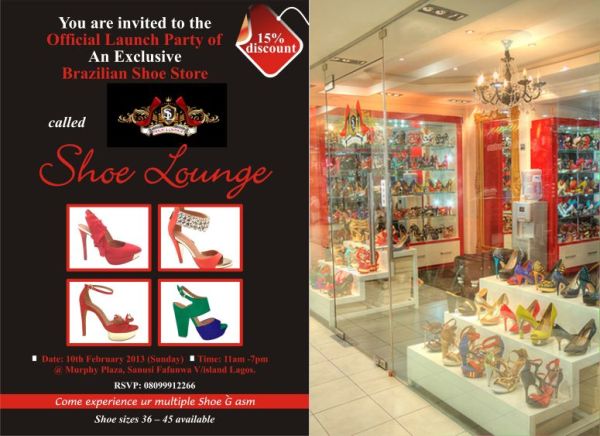 You are invited to the
Official Launch Party of
An Exclusive
Brazilian Shoe Store
15%
discount
called
Shoe Lounge
Date: 10th February 2013 (Sunday) Time: 11am -7pm
@ Murphy Plaza, Sanusi Fafunwa V/island Lagos.
RSVP: 08099912266
Come experience ur multiple Shoe G asm
Shoe sizes 36 – 45 available